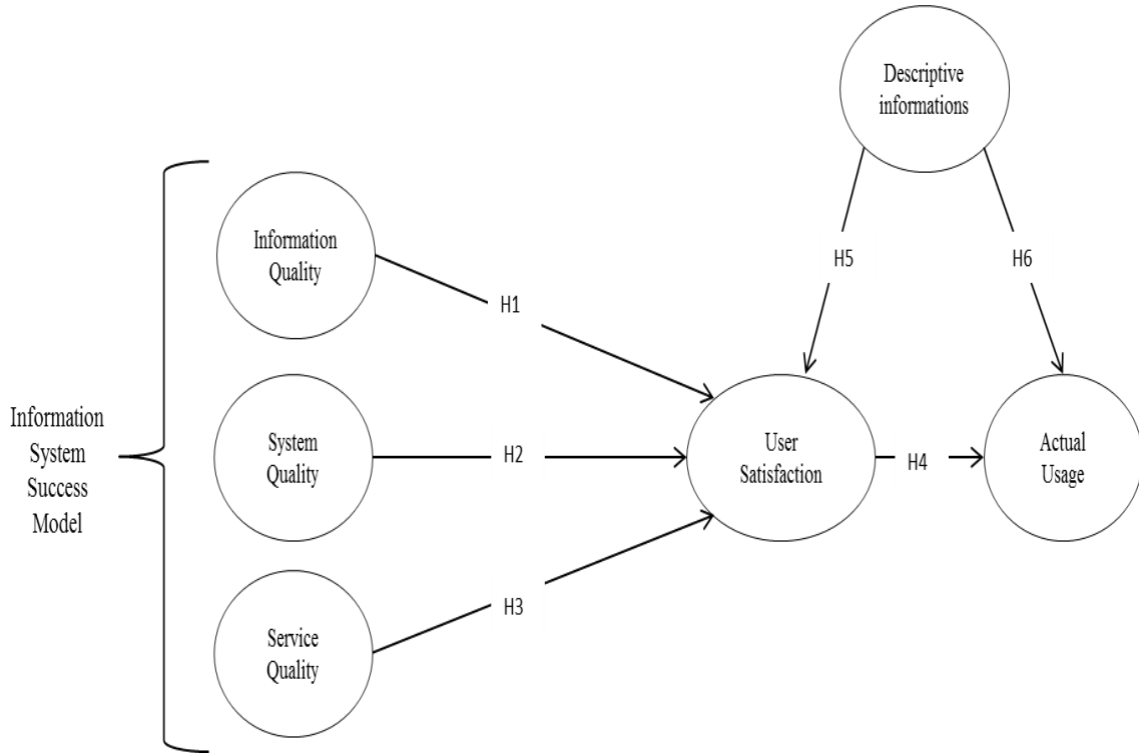 Descriptive
informations
Information
Quality
H5
H6
H1
Information
System
Success
Model
System
Quality
H2
User
Satisfaction
H4
Actual
Usage
H3
Service
Quality